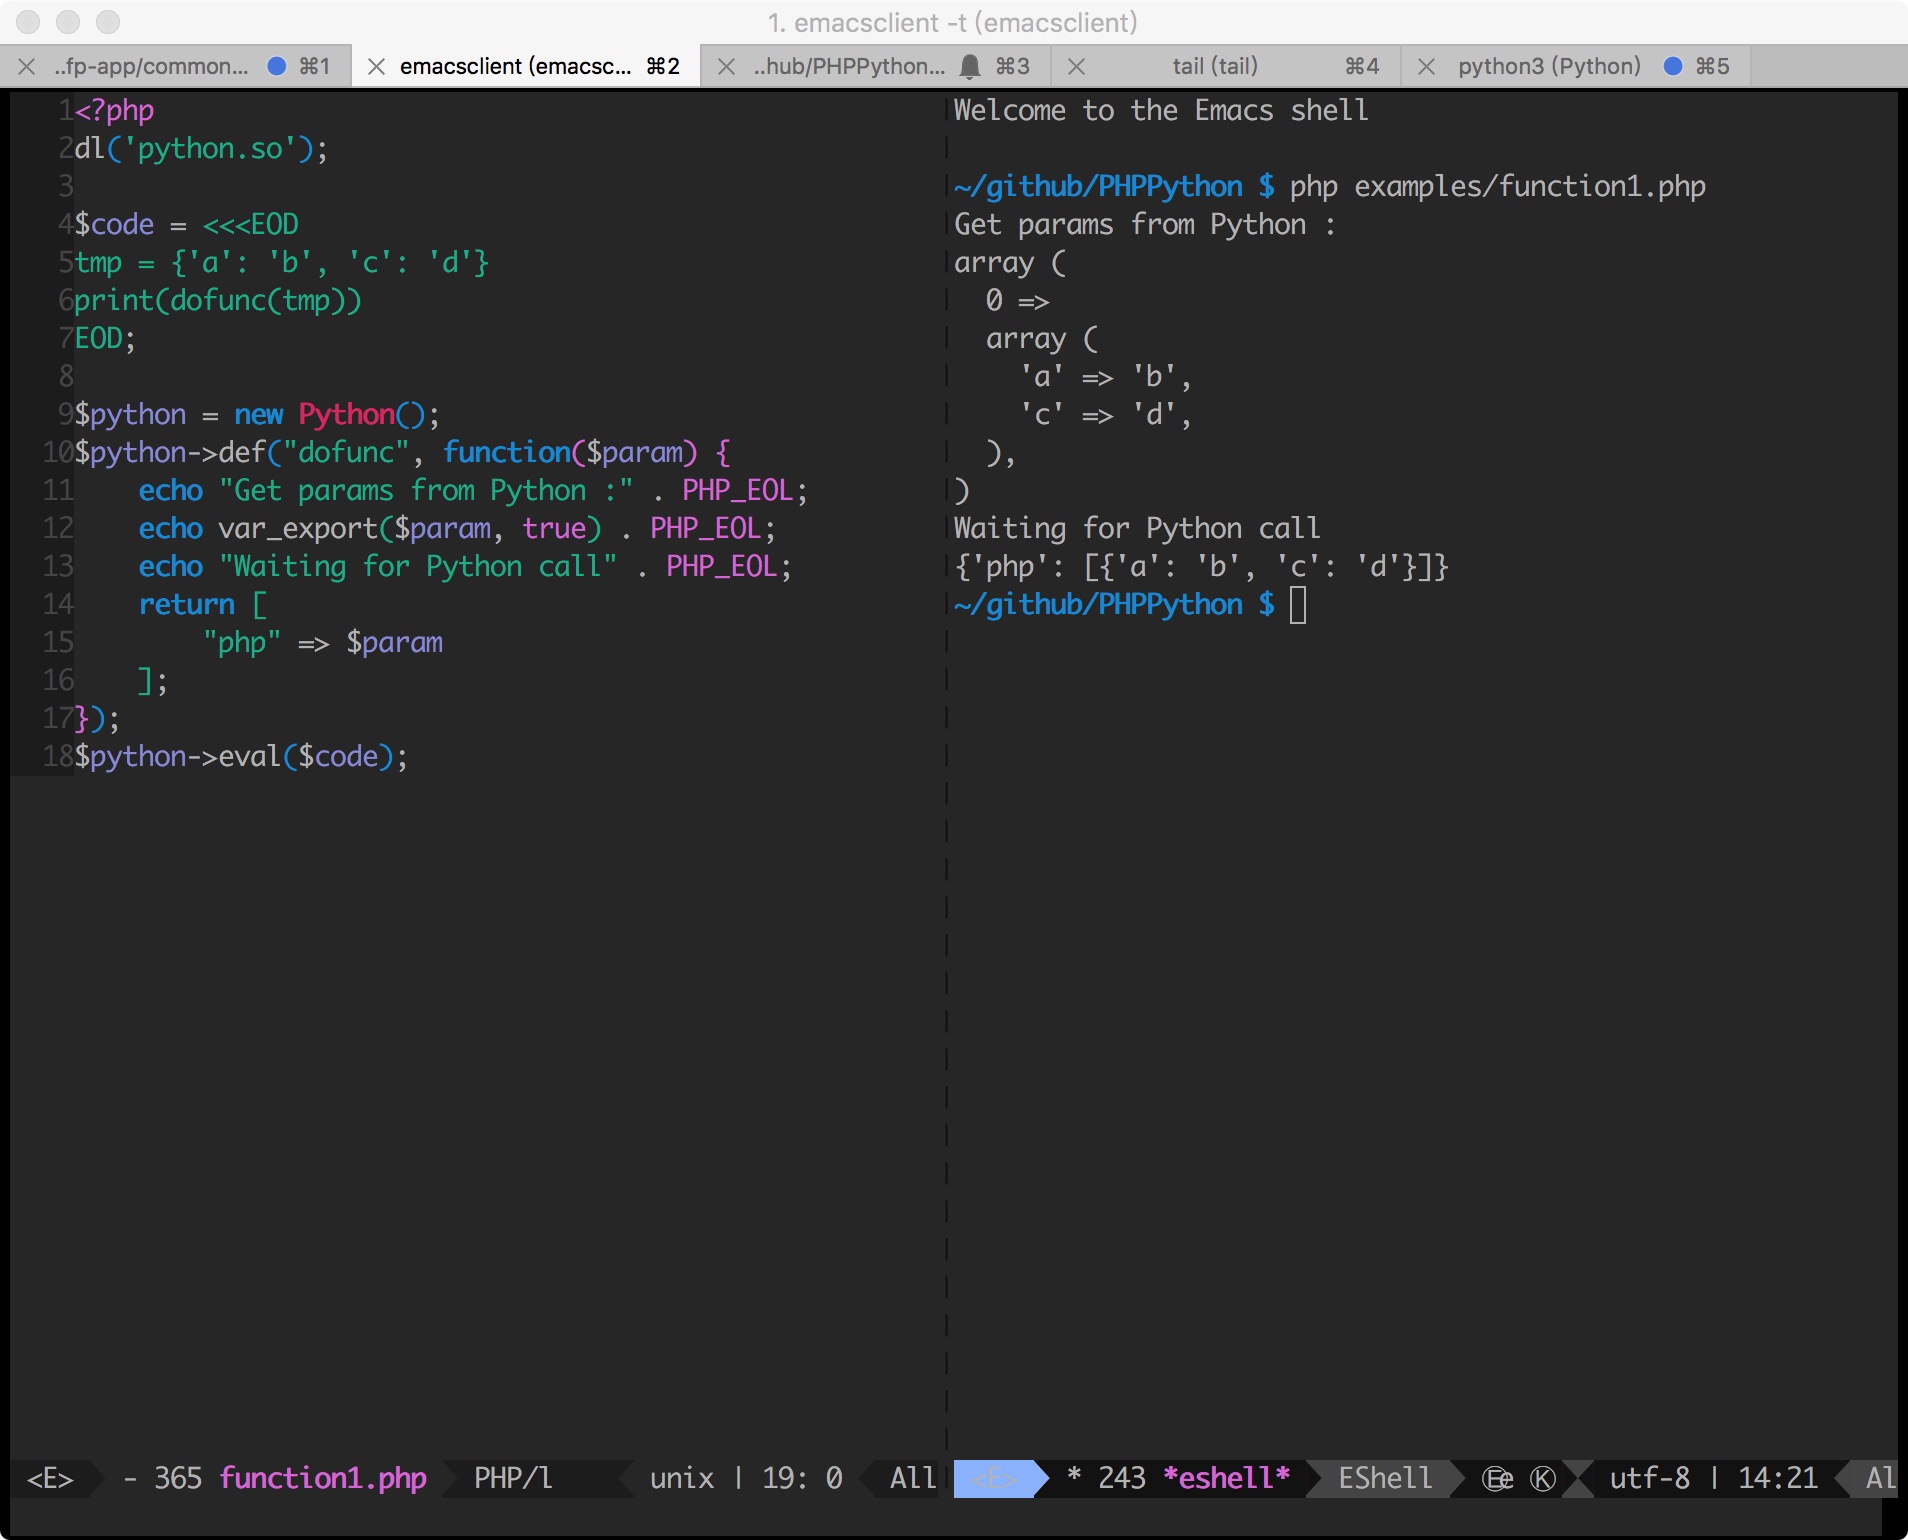 1. emacsclient -t (emacsclient)
..fp-app/common... ⌘1 emacsclient (emacsc... ⌘2 ..hub/PHPPython... ⌘3 tail (tail) ⌘4 python3 (Python) ⌘5
1<?php
2dl('python.so');
3
4$code = <<<EOD
5tmp = {'a': 'b', 'c': 'd'}
6print(dofunc(tmp))
7EOD;
8
9$python = new Python();
10$python->def("dofunc", function($param) {
11    echo "Get params from Python :" . PHP_EOL;
12    echo var_export($param, true) . PHP_EOL;
13    echo "Waiting for Python call" . PHP_EOL;
14    return [
15        "php" => $param
16    ];
17});
18$python->eval($code);
<E> - 365 function1.php PHP/l unix | 19: 0 All
Welcome to the Emacs shell
~/github/PHPPython $ php examples/function1.php
Get params from Python :
array (
  0 =>
  array (
    'a' => 'b',
    'c' => 'd',
  ),
)
Waiting for Python call
{'php': [{'a': 'b', 'c': 'd'}]}
~/github/PHPPython $
<E> * 243 *eshell* EShell Ⓔe Ⓚ utf-8 | 14:21 Al